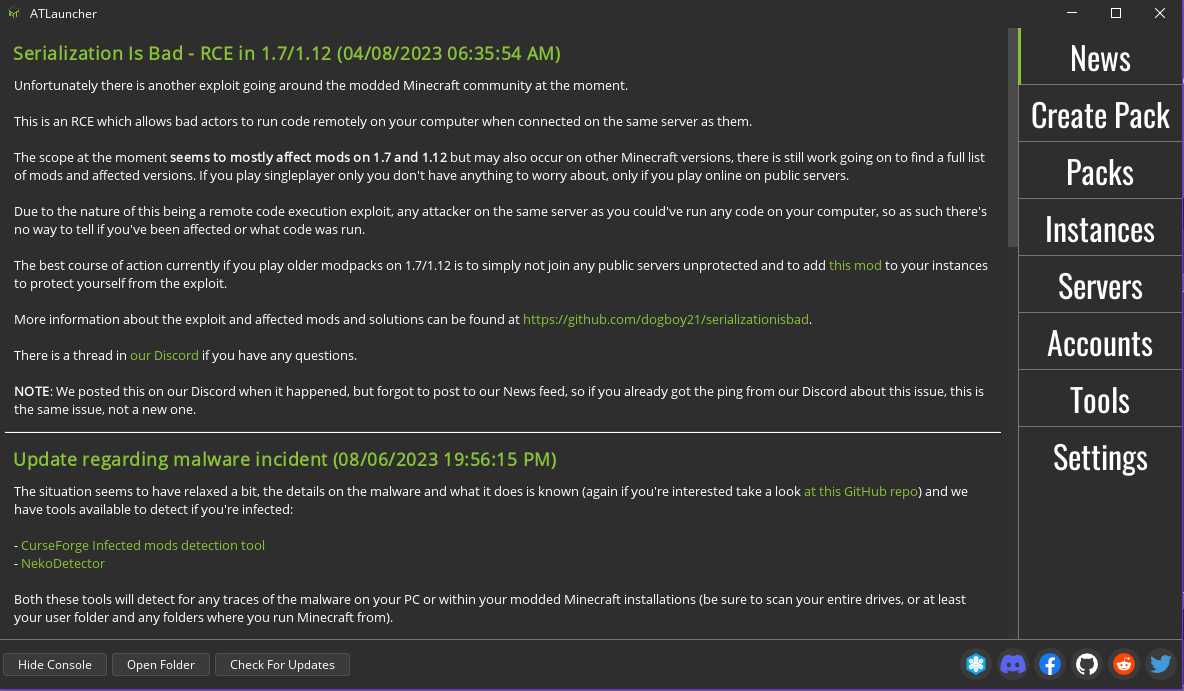 ATLauncher
Serialization Is Bad - RCE in 1.7/1.12 (04/08/2023 06:35:54 AM)
Unfortunately there is another exploit going around the modded Minecraft community at the moment.
This is an RCE which allows bad actors to run code remotely on your computer when connected on the same server as them.
The scope at the moment seems to mostly affect mods on 1.7 and 1.12 but may also occur on other Minecraft versions, there is still work going on to find a full list
of mods and affected versions. If you play singleplayer only you don't have anything to worry about, only if you play online on public servers.
Due to the nature of this being a remote code execution exploit, any attacker on the same server as you could've run any code on your computer, so as such there's
no way to tell if you've been affected or what code was run.
The best course of action currently if you play older modpacks on 1.7/1.12 is to simply not join any public servers unprotected and to add this mod to your instances
to protect yourself from the exploit.
More information about the exploit and affected mods and solutions can be found at https://github.com/dogboy21/serializationisbad.
There is a thread in our Discord if you have any questions.
NOTE: We posted this on our Discord when it happened, but forgot to post to our News feed, so if you already got the ping from our Discord about this issue, this is
the same issue, not a new one.
Update regarding malware incident (08/06/2023 19:56:15 PM)
The situation seems to have relaxed a bit, the details on the malware and what it does is known (again if you're interested take a look at this GitHub repo) and we
have tools available to detect if you're infected:
- CurseForge Infected mods detection tool
- NekoDetector
Both these tools will detect for any traces of the malware on your PC or within your modded Minecraft installations (be sure to scan your entire drives, or at least
your user folder and any folders where you run Minecraft from).
News
Create Pack
Packs
Instances
Servers
Accounts
Tools
Settings
Hide Console
Open Folder
Check For Updates